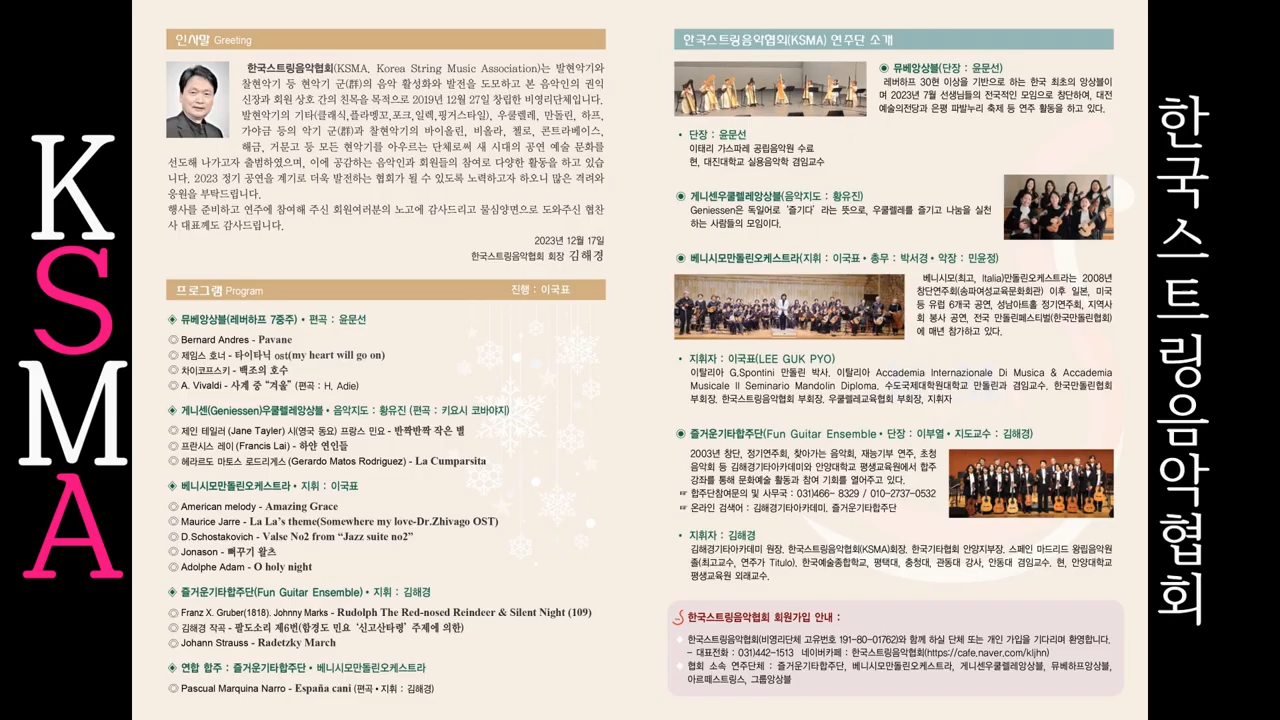 KSMA
인사말 Greeting
한국스트링음악협회(KSMA. Korea String Music Association)는 발현악기와
찰현악기 등 현악기 군(群)의 음악 활성화와 발전을 도모하고 본 음악인의 권익
신장과 회원 상호 간의 친목을 목적으로 2019년 12월 27일 창립한 비영리단체입니다.
발현악기의 기타(클래식,플라멩고,포크,일렉,핑거스타일), 우쿨렐레, 만돌린, 하프,
가야금 등의 악기 군(群)과 찰현악기의 바이올린, 비올라, 첼로, 콘트라베이스,
해금, 거문고 등 모든 현악기를 아우르는 단체로써 새 시대의 공연 예술 문화를
선도해 나가고자 출범하였으며, 이에 공감하는 음악인과 회원들의 참여로 다양한 활동을 하고 있습
니다. 2023 정기 공연을 계기로 더욱 발전하는 협회가 될 수 있도록 노력하고자 하오니 많은 격려와
응원을 부탁드립니다.
행사를 준비하고 연주에 참여해 주신 회원여러분의 노고에 감사드리고 물심양면으로 도와주신 협찬
사 대표께도 감사드립니다.
2023년 12월 17일
한국스트링음악협회 회장 김해경
프로그램 Program 진행 : 이국표
◈ 뮤베앙상블(레버하프 7중주) • 편곡 : 윤문선
◎ Bernard Andres - Pavane
◎ 제임스 호너 - 타이타닉 ost(my heart will go on)
◎ 차이코프스키 - 백조의 호수
◎ A. Vivaldi - 사계 중 “겨울” (편곡 : H. Adie)
◈ 게니센(Geniessen)우쿨렐레앙상블 • 음악지도 : 황유진 (편곡 : 키요시 코바야지)
◎ 제인 테일러 (Jane Tayler) 시(영국 동요) 프랑스 민요 - 반짝반짝 작은 별
◎ 프란시스 레이 (Francis Lai) - 하얀 연인들
◎ 헤라르도 마토스 로드리게스 (Gerardo Matos Rodriguez) - La Cumparsita
◈ 베니시모만돌린오케스트라 • 지휘 : 이국표
◎ American melody - Amazing Grace
◎ Maurice Jarre - La La’s theme(Somewhere my love-Dr.Zhivago OST)
◎ D.Schostakovich - Valse No2 from “Jazz suite no2”
◎ Jonason - 뻐꾸기 왈츠
◎ Adolphe Adam - O holy night
◈ 즐거운기타합주단(Fun Guitar Ensemble) • 지휘 : 김해경
◎ Franz X. Gruber(1818). Johnny Marks - Rudolph The Red-nosed Reindeer & Silent Night (109)
◎ 김해경 작곡 - 팔도소리 제6번(함경도 민요 ‘신고산타령’ 주제에 의한)
◎ Johann Strauss - Radetzky March
◈ 연합 합주 : 즐거운기타합주단 • 베니시모만돌린오케스트라
◎ Pascual Marquina Narro - España cani (편곡 • 지휘 : 김해경)
한국스트링음악협회(KSMA) 연주단 소개
◉ 뮤베앙상블(단장 : 윤문선)
레버하프 30현 이상을 기반으로 하는 한국 최초의 앙상블이
며 2023년 7월 선생님들의 전국적인 모임으로 창단하여, 대전
예술의전당과 은평 파발누리 축제 등 연주 활동을 하고 있다.
• 단장 : 윤문선
이태리 가스파레 공립음악원 수료
현, 대진대학교 실용음악학 겸임교수
◉ 게니센우쿨렐레앙상블(음악지도 : 황유진)
Geniessen은 독일어로 ‘즐기다’ 라는 뜻으로, 우쿨렐레를 즐기고 나눔을 실천
하는 사람들의 모임이다.
◉ 베니시모만돌린오케스트라(지휘 : 이국표 • 총무 : 박서경 • 악장 : 민윤정)
베니시모(최고, Italia)만돌린오케스트라는 2008년
창단연주회(송파여성교육문화회관) 이후 일본, 미국
등 유럽 6개국 공연, 성남아트홀 정기연주회, 지역사
회 봉사 공연, 전국 만돌린페스티벌(한국만돌린협회)
에 매년 참가하고 있다.
• 지휘자 : 이국표(LEE GUK PYO)
이탈리아 G.Spontini 만돌린 박사, 이탈리아 Accademia Internazionale Di Musica & Accademia
Musicale Il Seminario Mandolin Diploma, 수도국제대학원대학교 만돌린과 겸임교수. 한국만돌린협회
부회장. 한국스트링음악협회 부회장, 우쿨렐레교육협회 부회장, 지휘자
◉ 즐거운기타합주단(Fun Guitar Ensemble • 단장 : 이부열 • 지도교수 : 김해경)
2003년 창단, 정기연주회, 찾아가는 음악회, 재능기부 연주, 초청
음악회 등 김해경기타아카데미와 안양대학교 평생교육원에서 합주
강좌를 통해 문화예술 활동과 참여 기회를 열어주고 있다.
☞ 합주단참여문의 및 사무국 : 031)466- 8329 / 010-2737-0532
☞ 온라인 검색어 : 김해경기타아카데미, 즐거운기타합주단
• 지휘자 : 김해경
김해경기타아카데미 원장, 한국스트링음악협회(KSMA)회장, 한국기타협회 안양지부장, 스페인 마드리드 왕립음악원
졸(최고교수, 연주가 Titulo). 한국예술종합학교, 평택대, 충청대, 관동대 강사, 안동대 겸임교수. 현, 안양대학교
평생교육원 외래교수.
한국스트링음악협회 회원가입 안내 :
한국스트링음악협회(비영리단체 고유번호 191-80-01762)와 함께 하실 단체 또는 개인 가입을 기다리며 환영합니다.
- 대표전화 : 031)442-1513 네이버카페 : 한국스트링음악협회(https://cafe.naver.com/kljhn)
협회 소속 연주단체 : 즐거운기타합주단, 베니시모만돌린오케스트라, 게니센우쿨렐레앙상블, 뮤베하프앙상블,
아르떼스트링스, 그룹앙상블
한국스트링음악협회